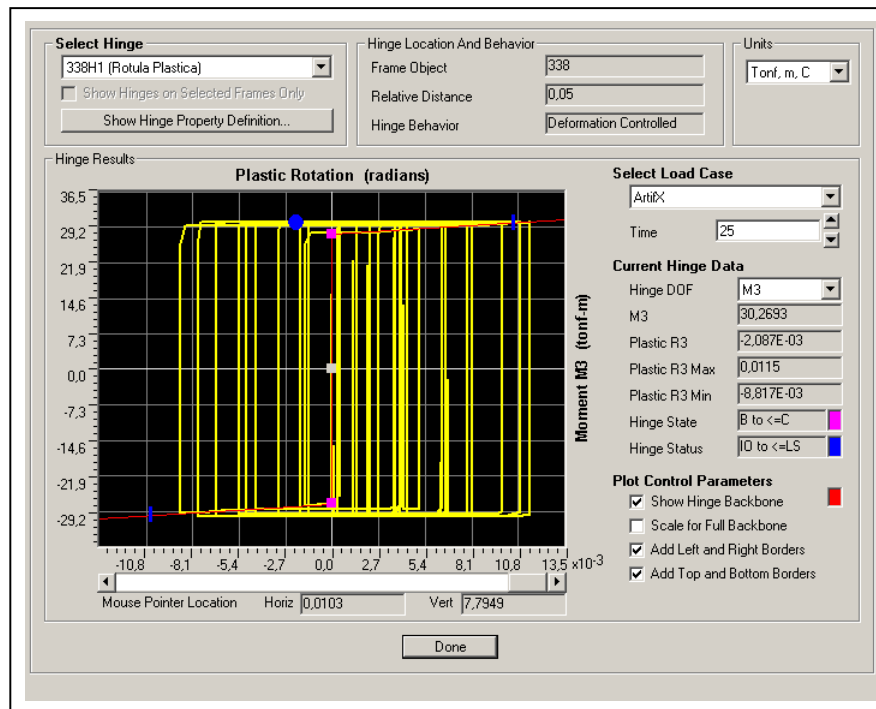 Select Hinge
338H1 (Rotula Plastica)
Show Hinges on Selected Frames Only
Show Hinge Property Definition...
Hinge Location And Behavior
Frame Object 338
Relative Distance 0,05
Hinge Behavior Deformation Controlled
Units
Tonf, m, C
Hinge Results
Plastic Rotation (radians)
36,5
29,2
21,9
14,6
7,3
0,0
-7,3
-14,6
-21,9
-29,2
-10,8 -8,1 -5,4 -2,7 0,0 2,7 5,4 8,1 10,8 13,5 x10-3
Moment M3 (tonf-m)
Mouse Pointer Location Horiz 0,0103 Vert 7,7949
Select Load Case
ArtifX
Time 25
Current Hinge Data
Hinge DOF M3
M3 30,2693
Plastic R3 -2,087E-03
Plastic R3 Max 0,0115
Plastic R3 Min -8,817E-03
Hinge State B to <=C
Hinge Status IO to <=LS
Plot Control Parameters
Show Hinge Backbone
Scale for Full Backbone
Add Left and Right Borders
Add Top and Bottom Borders
Done